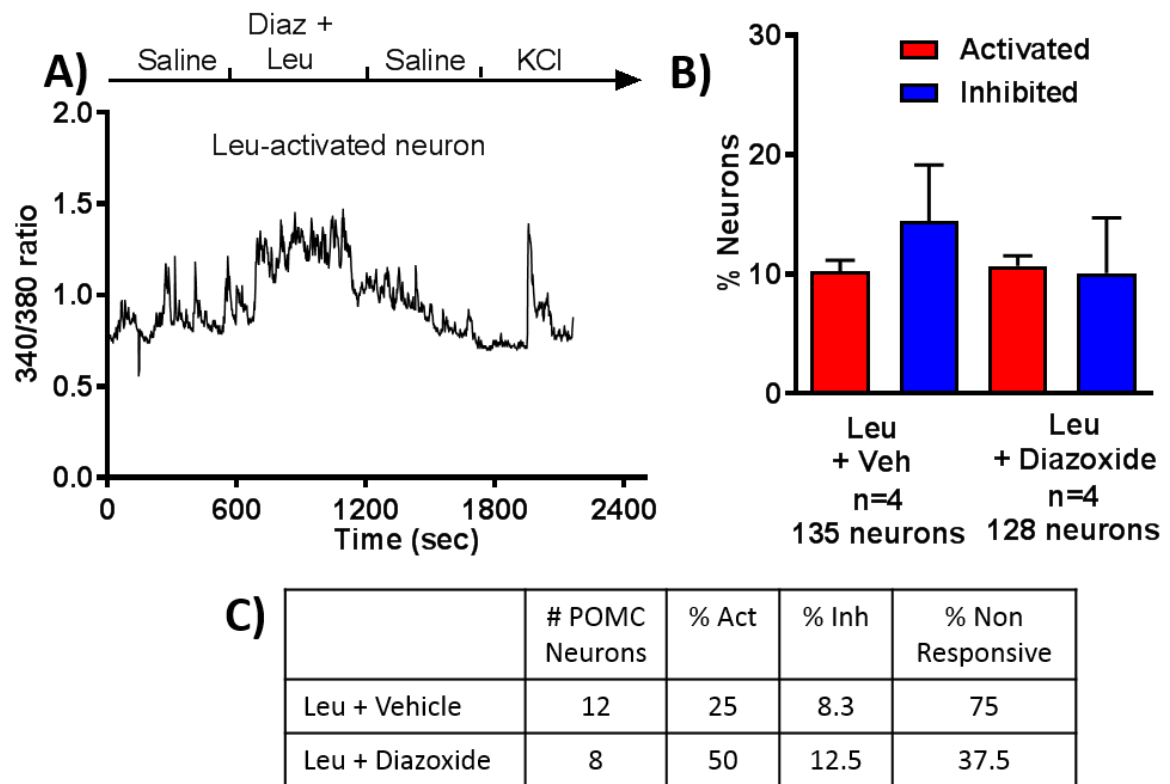 A)
Diaz +
Saline Leu Saline KCl
Leu-activated neuron
340/380 ratio
2.0
1.5
1.0
0.5
0.0
0 600 1200 1800 2400
Time (sec)
B)
Activated
Inhibited
% Neurons
30
20
10
0
Leu
+ Veh
n=4
135 neurons
Leu
+ Diazoxide
n=4
128 neurons
C)
# POMC Neurons % Act % Inh % Non Responsive
Leu + Vehicle 12 25 8.3 75
Leu + Diazoxide 8 50 12.5 37.5